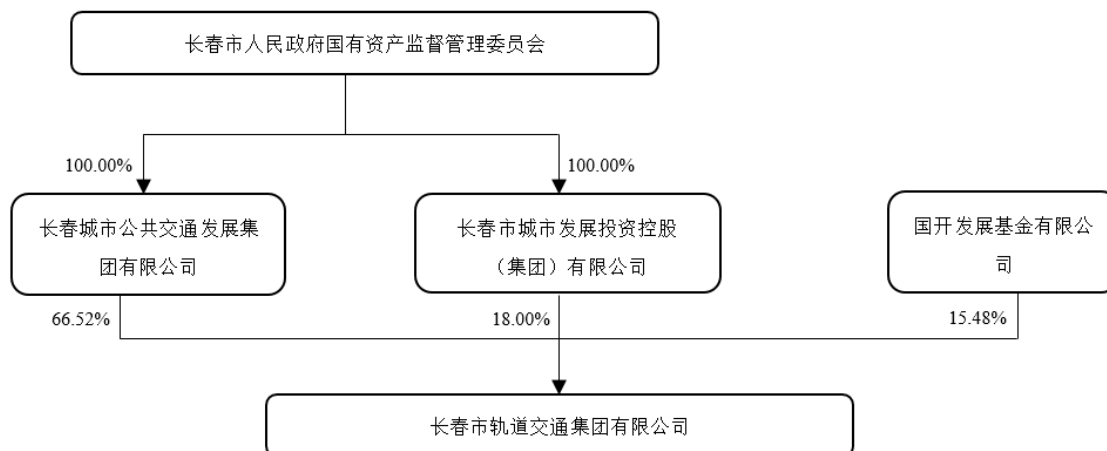 长春市人民政府国有资产监督管理委员会
100.00%
100.00%
长春城市公共交通发展集
团有限公司
长春市城市发展投资控股
（集团）有限公司
国开发展基金有限公
司
66.52%
18.00%
15.48%
长春市轨道交通集团有限公司